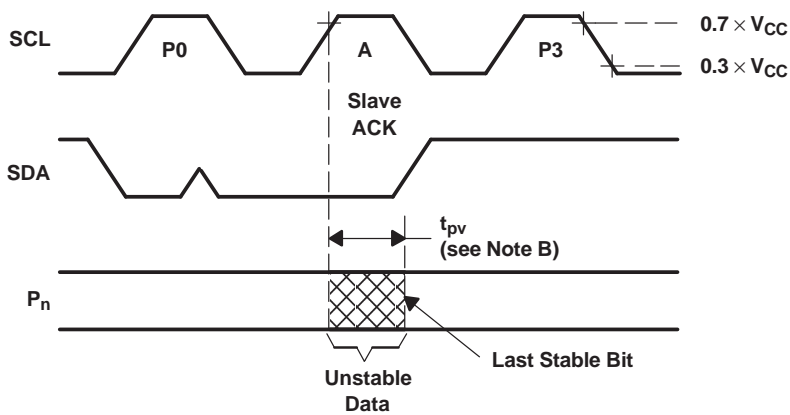 SCL
P0
A
P3
0.7 × VCC
0.3 × VCC
Slave
ACK
SDA
tpv
(see Note B)
Pn
Last Stable Bit
Unstable
Data